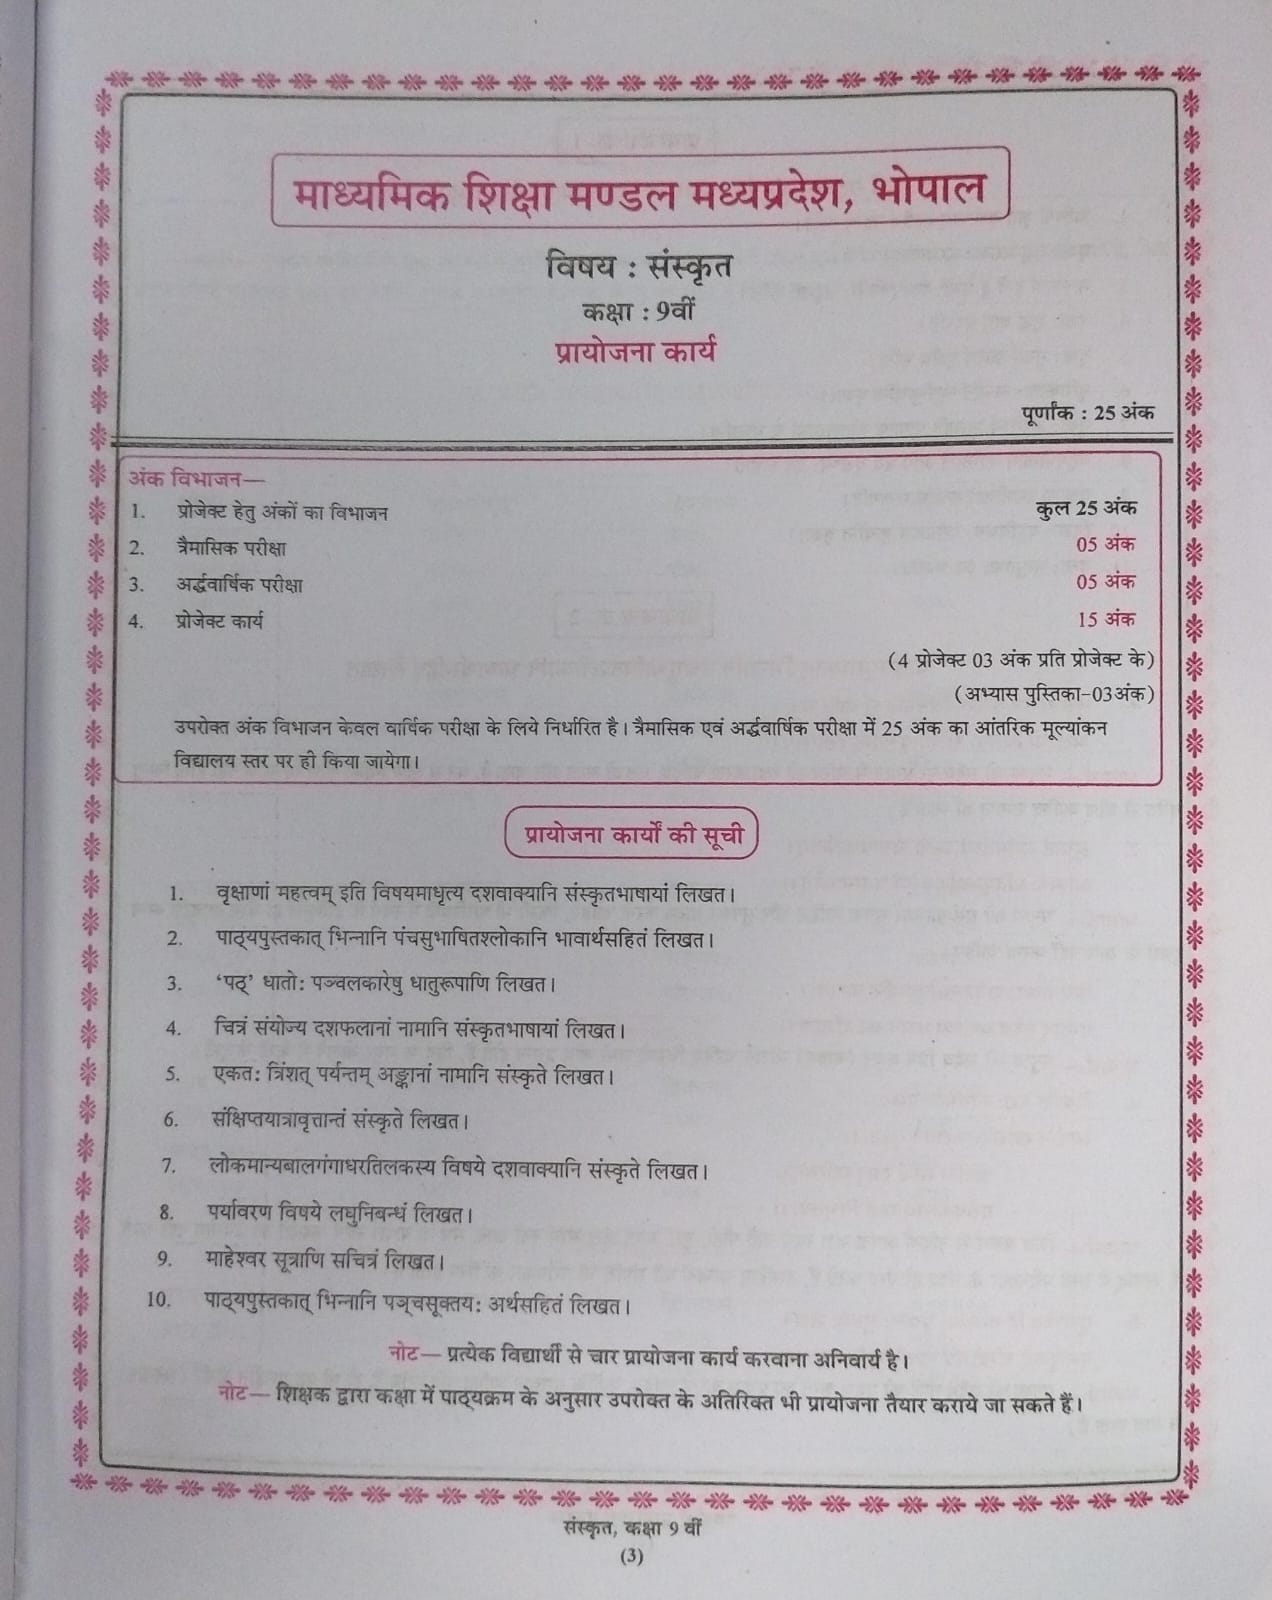 माध्यमिक शिक्षा मण्डल मध्यप्रदेश, भोपाल
विषय : संस्कृत
कक्षा : 9वीं
प्रायोजना कार्य
पूर्णांक : 25 अंक
अंक विभाजन—
1. प्रोजेक्ट हेतु अंकों का विभाजन कुल 25 अंक
2. त्रैमासिक परीक्षा 05 अंक
3. अर्द्धवार्षिक परीक्षा 05 अंक
4. प्रोजेक्ट कार्य 15 अंक
(4 प्रोजेक्ट 03 अंक प्रति प्रोजेक्ट के)
(अभ्यास पुस्तिका-03अंक)
उपरोक्त अंक विभाजन केवल वार्षिक परीक्षा के लिये निर्धारित है। त्रैमासिक एवं अर्द्धवार्षिक परीक्षा में 25 अंक का आंतरिक मूल्यांकन
विद्यालय स्तर पर ही किया जायेगा।
प्रायोजना कार्यों की सूची
1. वृक्षाणां महत्वम् इति विषयमाधृत्य दशवाक्यानि संस्कृतभाषायां लिखत।
2. पाठ्यपुस्तकात् भिन्नानि पंचसुभाषितश्लोकानि भावार्थसहितं लिखत।
3. ‘पठ्’ धातोः पञ्चलकारेषु धातुरूपाणि लिखत।
4. चित्रं संयोज्य दशफलानां नामानि संस्कृतभाषायां लिखत।
5. एकतः त्रिंशत् पर्यन्तम् अङ्कानां नामानि संस्कृते लिखत।
6. संक्षिप्तयात्रावृत्तान्तं संस्कृते लिखत।
7. लोकमान्यबालगंगाधरतिलकस्य विषये दशवाक्यानि संस्कृते लिखत।
8. पर्यावरण विषये लघुनिबन्धं लिखत।
9. माहेश्वर सूत्राणि सचित्रं लिखत।
10. पाठ्यपुस्तकात् भिन्नानि पञ्चसूक्तयः अर्थसहितं लिखत।
नोट— प्रत्येक विद्यार्थी से चार प्रायोजना कार्य करवाना अनिवार्य है।
नोट— शिक्षक द्वारा कक्षा में पाठ्यक्रम के अनुसार उपरोक्त के अतिरिक्त भी प्रायोजना तैयार कराये जा सकते हैं।
संस्कृत, कक्षा 9 वीं
(3)